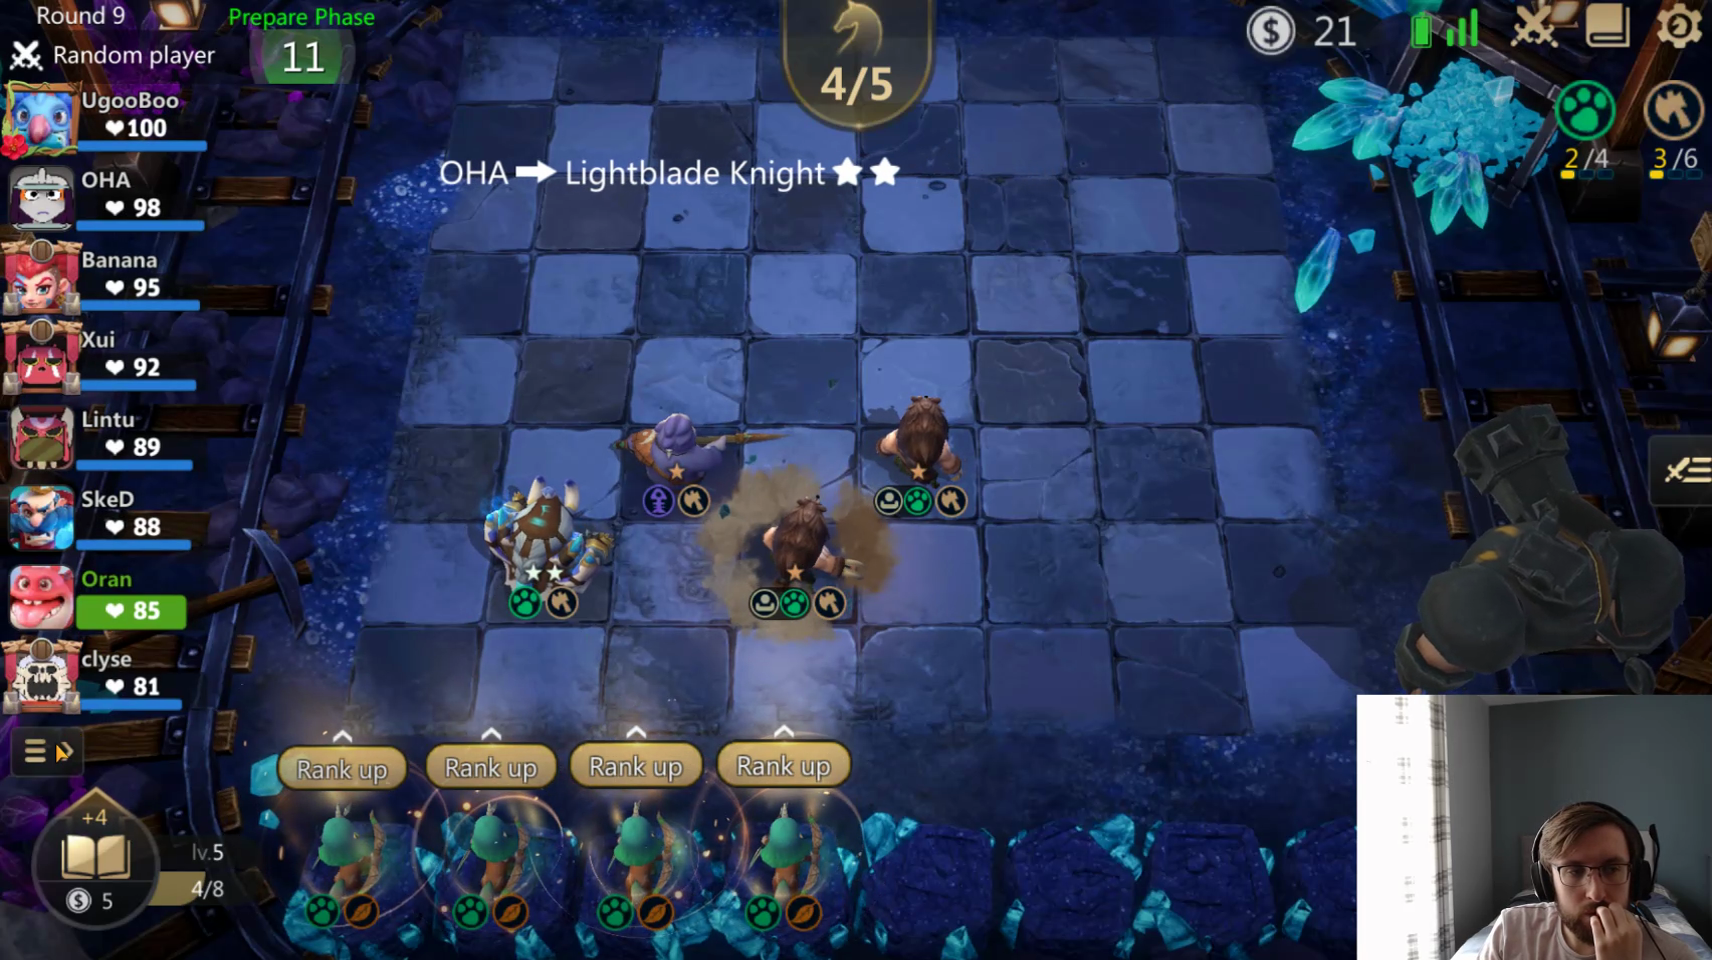 Round 9
Prepare Phase
11
Random player
4/5
21
UgooBoo
100
OHA
98
Banana
95
Xui
92
Lintu
89
SkeD
88
Oran
85
clyse
81
OHA → Lightblade Knight ★★
2/4
3/6
2
Rank up
Rank up
Rank up
Rank up
+4
$ 5
lv.5
4/8